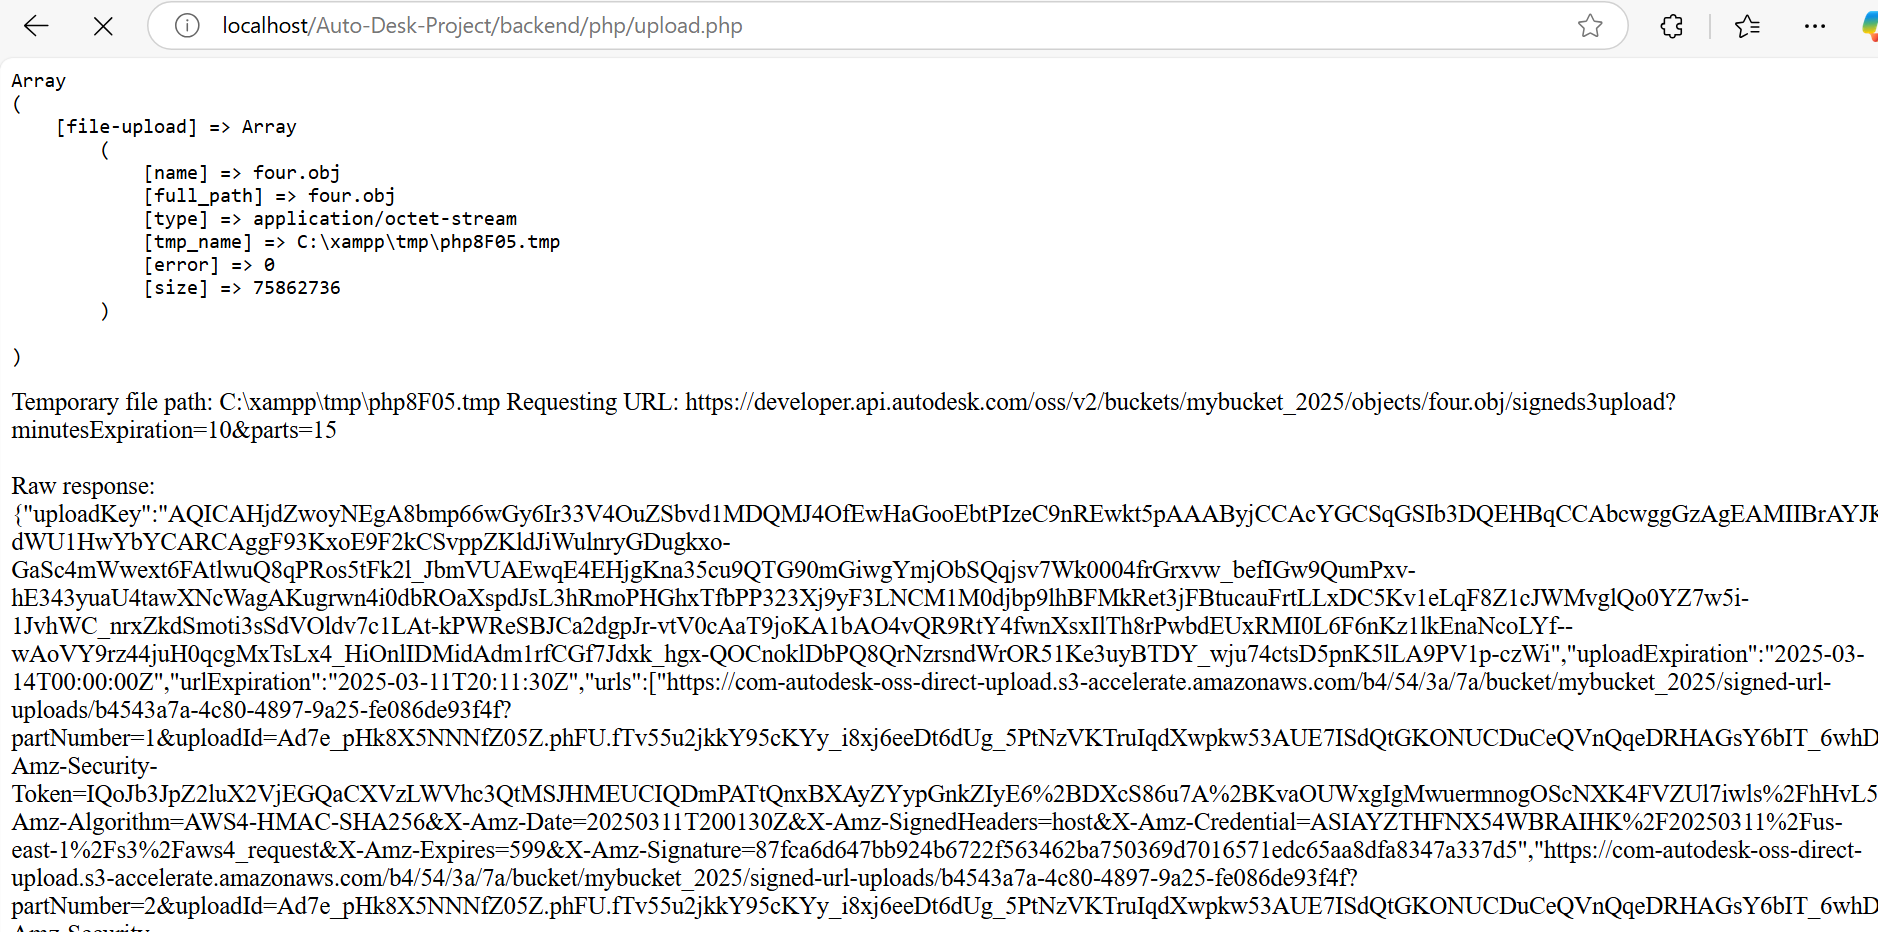 localhost/Auto-Desk-Project/backend/php/upload.php
Array
(
[file-upload] => Array
(
[name] => four.obj
[full_path] => four.obj
[type] => application/octet-stream
[tmp_name] => C:\xampp\tmp\php8F05.tmp
[error] => 0
[size] => 75862736
)
)
Temporary file path: C:\xampp\tmp\php8F05.tmp Requesting URL: https://developer.api.autodesk.com/oss/v2/buckets/mybucket_2025/objects/four.obj/signeds3upload?
minutesExpiration=10&parts=15
Raw response:
{"uploadKey":"AQICAHjdZwoyNEgA8bmp66wGy6Ir33V4OuZSbvd1MDQMJ4OfEwHaGooEbtPIzeC9nREwkt5pAAAByjCCAcYGCSqGSIb3DQEHBqCCAbcwggGzAgEAMIIBrAYJK
dWU1HwYbYCARCAggF93KxoE9F2kCSvppZKldJiWulnryGDugkxo-
GaSc4mWwext6FAtlwuQ8qPRos5tFk2l_JbmVUAEwqE4EHjgKna35cu9QTG90mGiwgYmjObSQqjsv7Wk0004frGrxvw_befIGw9QumPxv-
hE343yuaU4tawXNcWagAKugrwn4i0dbROaXspdJsL3hRmoPHGhxTfbPP323Xj9yF3LNCM1M0djbp9lhBFMkRet3jFBtucauFrtLLxDC5Kv1eLqF8Z1cJWMvglQo0YZ7w5i-
1JvhWC_nrxZkdSmoti3sSdVOldv7c1LAt-kPWReSBJCa2dgpJr-vtV0cAaT9joKA1bAO4vQR9RtY4fwnXsxIlTh8rPwbdEUxRMI0L6F6nKz1lkEnaNcoLYf--
wAoVY9rz44juH0qcgMxTsLx4_HiOnlIDMidAdm1rfCGf7Jdxk_hgx-QOCnoklDbPQ8QrNzrsndWrOR51Ke3uyBTDY_wju74ctsD5pnK5lLA9PV1p-czWi","uploadExpiration":"2025-03-
14T00:00:00Z","urlExpiration":"2025-03-11T20:11:30Z","urls":["https://com-autodesk-oss-direct-upload.s3-accelerate.amazonaws.com/b4/54/3a/7a/bucket/mybucket_2025/signed-url-
uploads/b4543a7a-4c80-4897-9a25-fe086de93f4f?
partNumber=1&uploadId=Ad7e_pHk8X5NNNfZ05Z.phFU.fTv55u2jkkY95cKYy_i8xj6eeDt6dUg_5PtNzVKTruIqdXwpkw53AUE7ISdQtGKONUCDuCeQVnQqeDRHAGsY6bIT_6whD
Amz-Security-
Token=IQoJb3JpZ2luX2VjEGQaCXVzLWVhc3QtMSJHMEUCIQDmPATtQnxBXAyZYypGnkZIyE6%2BDXcS86u7A%2BKvaOUWxgIgMwuermnogOScNXK4FVZUl7iwls%2FhHvL5
Amz-Algorithm=AWS4-HMAC-SHA256&X-Amz-Date=20250311T200130Z&X-Amz-SignedHeaders=host&X-Amz-Credential=ASIAYZTHFNX54WBRAIHK%2F20250311%2Fus-
east-1%2Fs3%2Faws4_request&X-Amz-Expires=599&X-Amz-Signature=87fca6d647bb924b6722f563462ba750369d7016571edc65aa8dfa8347a337d5","https://com-autodesk-oss-direct-
upload.s3-accelerate.amazonaws.com/b4/54/3a/7a/bucket/mybucket_2025/signed-url-uploads/b4543a7a-4c80-4897-9a25-fe086de93f4f?
partNumber=2&uploadId=Ad7e_pHk8X5NNNfZ05Z.phFU.fTv55u2jkkY95cKYy_i8xj6eeDt6dUg_5PtNzVKTruIqdXwpkw53AUE7ISdQtGKONUCDuCeQVnQqeDRHAGsY6bIT_6whD
Amz-Security-